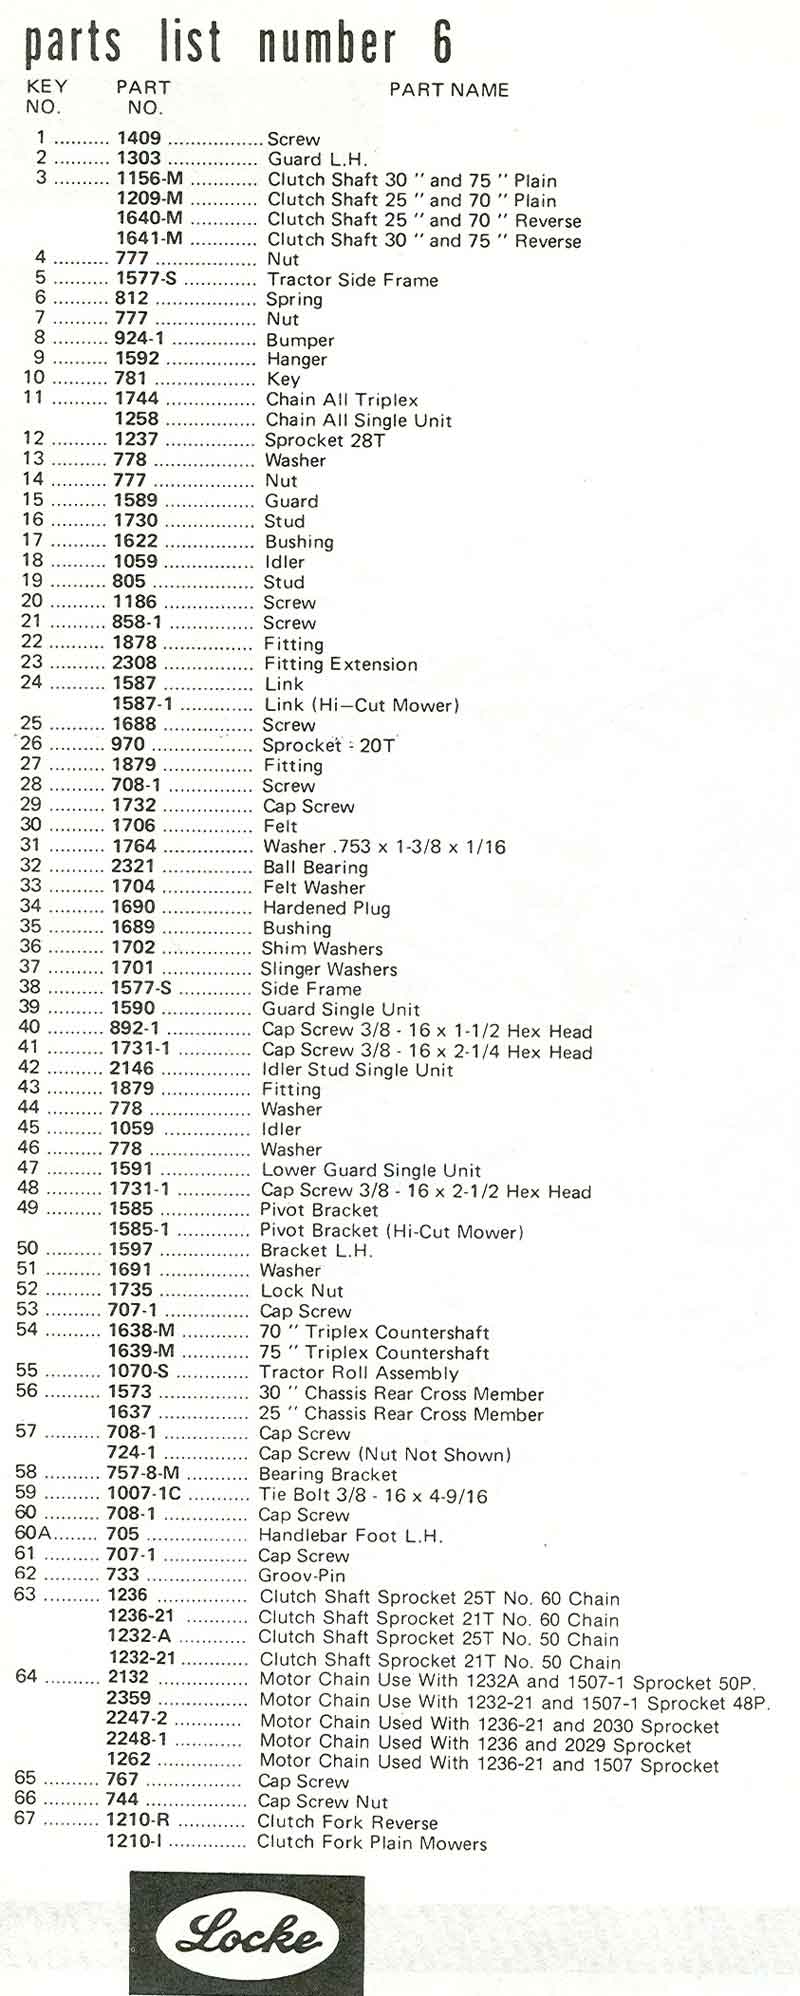 parts list number 6
KEY NO. PART NO. PART NAME
1 .......... 1409 ................ Screw
2 .......... 1303 ............... Guard L.H.
3 .......... 1156-M ............ Clutch Shaft 30 " and 75 " Plain
1209-M ............ Clutch Shaft 25 " and 70 " Plain
1640-M ............ Clutch Shaft 25 " and 70 " Reverse
1641-M ............ Clutch Shaft 30 " and 75 " Reverse
4 .......... 777 ................. Nut
5 .......... 1577-S ............. Tractor Side Frame
6 .......... 812 ................. Spring
7 .......... 777 ................. Nut
8 .......... 924-1 .............. Bumper
9 .......... 1592 ............... Hanger
10 .......... 781 ................. Key
11 .......... 1744 ............... Chain All Triplex
1258 ............... Chain All Single Unit
12 .......... 1237 ............... Sprocket 28T
13 .......... 778 ................. Washer
14 .......... 777 ................. Nut
15 .......... 1589 ............... Guard
16 .......... 1730 ............... Stud
17 .......... 1622 ............... Bushing
18 .......... 1059 ............... Idler
19 .......... 805 ................. Stud
20 .......... 1186 ............... Screw
21 .......... 858-1 .............. Screw
22 .......... 1878 ............... Fitting
23 .......... 2308 ............... Fitting Extension
24 .......... 1587 ............... Link
1587-1 ............. Link (Hi—Cut Mower)
25 .......... 1688 ............... Screw
26 .......... 970 ................. Sprocket - 20T
27 .......... 1879 ............... Fitting
28 .......... 708-1 .............. Screw
29 .......... 1732 ............... Cap Screw
30 .......... 1706 ............... Felt
31 .......... 1764 ............... Washer .753 x 1-3/8 x 1/16
32 .......... 2321 ............... Ball Bearing
33 .......... 1704 ............... Felt Washer
34 .......... 1690 ............... Hardened Plug
35 .......... 1689 ............... Bushing
36 .......... 1702 ............... Shim Washers
37 .......... 1701 ............... Slinger Washers
38 .......... 1577-S ............. Side Frame
39 .......... 1590 ............... Guard Single Unit
40 .......... 892-1 .............. Cap Screw 3/8 - 16 x 1-1/2 Hex Head
41 .......... 1731-1 ............. Cap Screw 3/8 - 16 x 2-1/4 Hex Head
42 .......... 2146 ............... Idler Stud Single Unit
43 .......... 1879 ............... Fitting
44 .......... 778 ................. Washer
45 .......... 1059 ............... Idler
46 .......... 778 ................. Washer
47 .......... 1591 ............... Lower Guard Single Unit
48 .......... 1731-1 ............. Cap Screw 3/8 - 16 x 2-1/2 Hex Head
49 .......... 1585 ............... Pivot Bracket
1585-1 ............. Pivot Bracket (Hi-Cut Mower)
50 .......... 1597 ............... Bracket L.H.
51 .......... 1691 ............... Washer
52 .......... 1735 ............... Lock Nut
53 .......... 707-1 .............. Cap Screw
54 .......... 1638-M ............ 70 " Triplex Countershaft
1639-M ............ 75 " Triplex Countershaft
55 .......... 1070-S ............. Tractor Roll Assembly
56 .......... 1573 ............... 30 " Chassis Rear Cross Member
1637 ............... 25 " Chassis Rear Cross Member
57 .......... 708-1 .............. Cap Screw
724-1 .............. Cap Screw (Nut Not Shown)
58 .......... 757-8-M ........... Bearing Bracket
59 .......... 1007-1C ........... Tie Bolt 3/8 - 16 x 4-9/16
60 .......... 708-1 .............. Cap Screw
60A........ 705 ................. Handlebar Foot L.H.
61 .......... 707-1 .............. Cap Screw
62 .......... 733 ................. Groov-Pin
63 .......... 1236 ............... Clutch Shaft Sprocket 25T No. 60 Chain
1236-21 ........... Clutch Shaft Sprocket 21T No. 60 Chain
1232-A ............ Clutch Shaft Sprocket 25T No. 50 Chain
1232-21 ........... Clutch Shaft Sprocket 21T No. 50 Chain
64 .......... 2132 ............... Motor Chain Use With 1232A and 1507-1 Sprocket 50P.
2359 ............... Motor Chain Use With 1232-21 and 1507-1 Sprocket 48P.
2247-2 ............ Motor Chain Used With 1236-21 and 2030 Sprocket
2248-1 ............ Motor Chain Used With 1236 and 2029 Sprocket
1262 ............... Motor Chain Used With 1236-21 and 1507 Sprocket
65 .......... 767 ................. Cap Screw
66 .......... 744 ................. Cap Screw Nut
67 .......... 1210-R ............ Clutch Fork Reverse
1210-I ............. Clutch Fork Plain Mowers
Locke